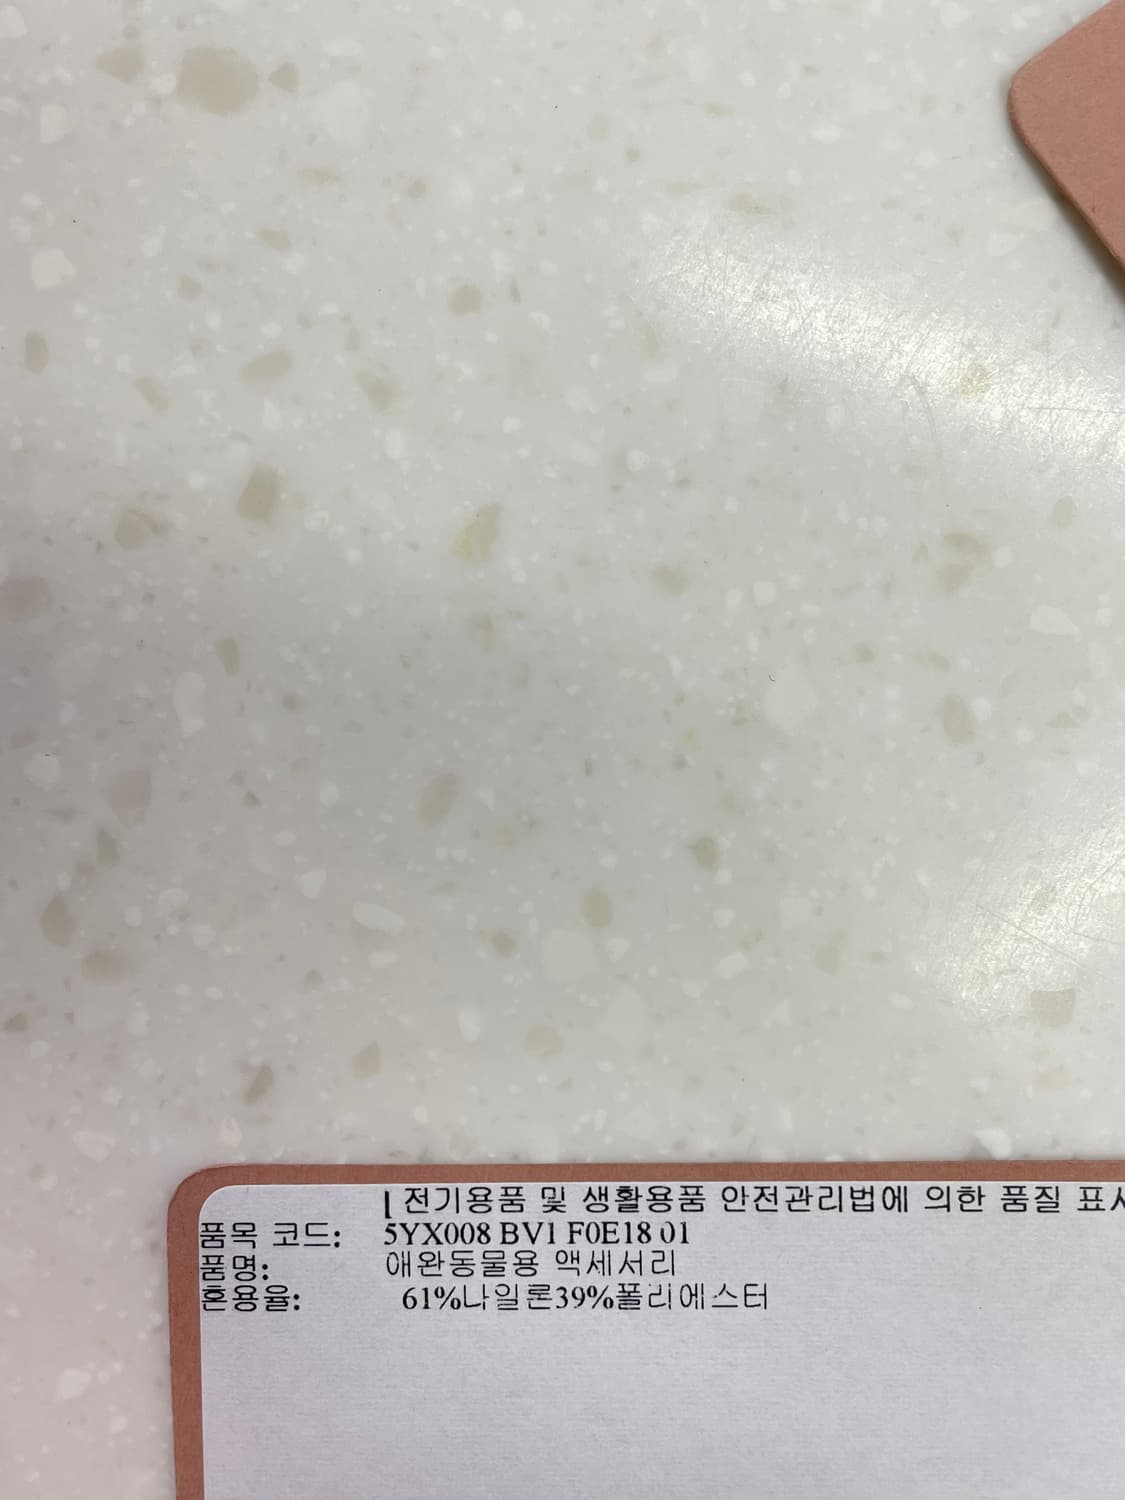 [ 전기용품 및 생활용품 안전관리법에 의한 품질 표시
품목 코드: 5YX008 BV1 F0E18 01
품명: 애완동물용 액세서리
혼용율: 61%나일론39%폴리에스터